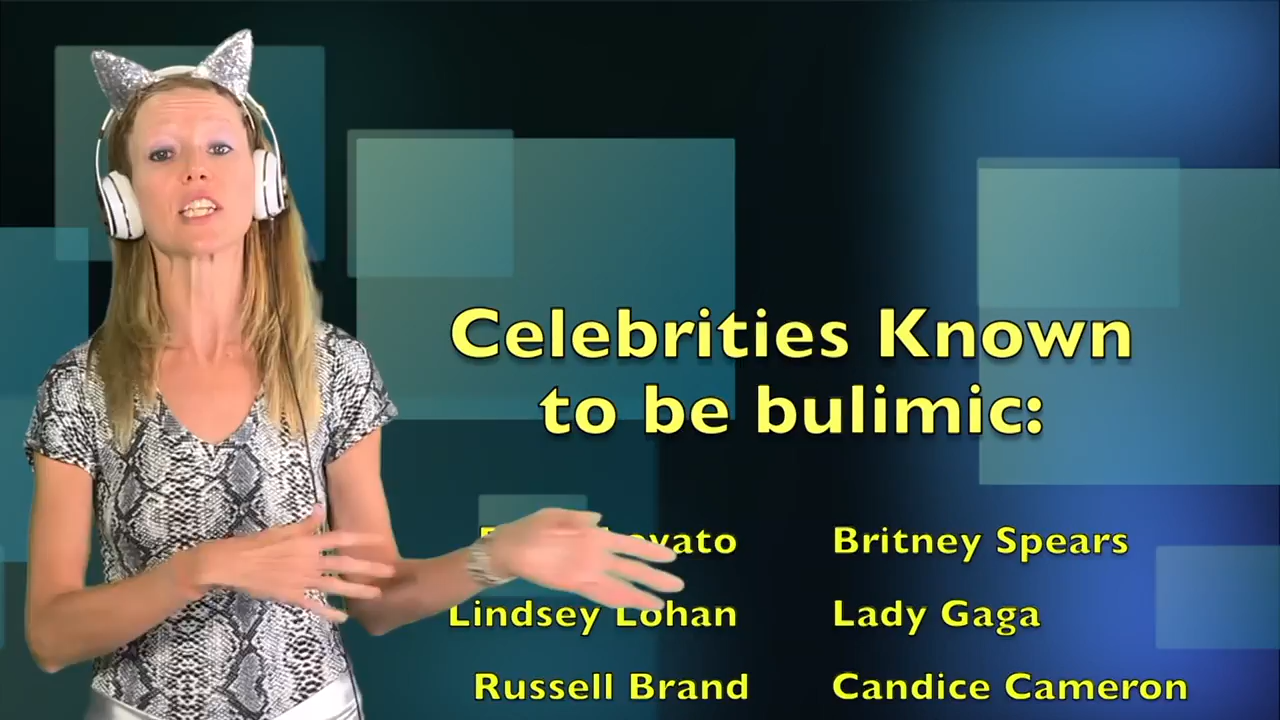 Celebrities Known
to be bulimic:
Britney Spears
Lindsey Lohan Lady Gaga
Russell Brand Candice Cameron